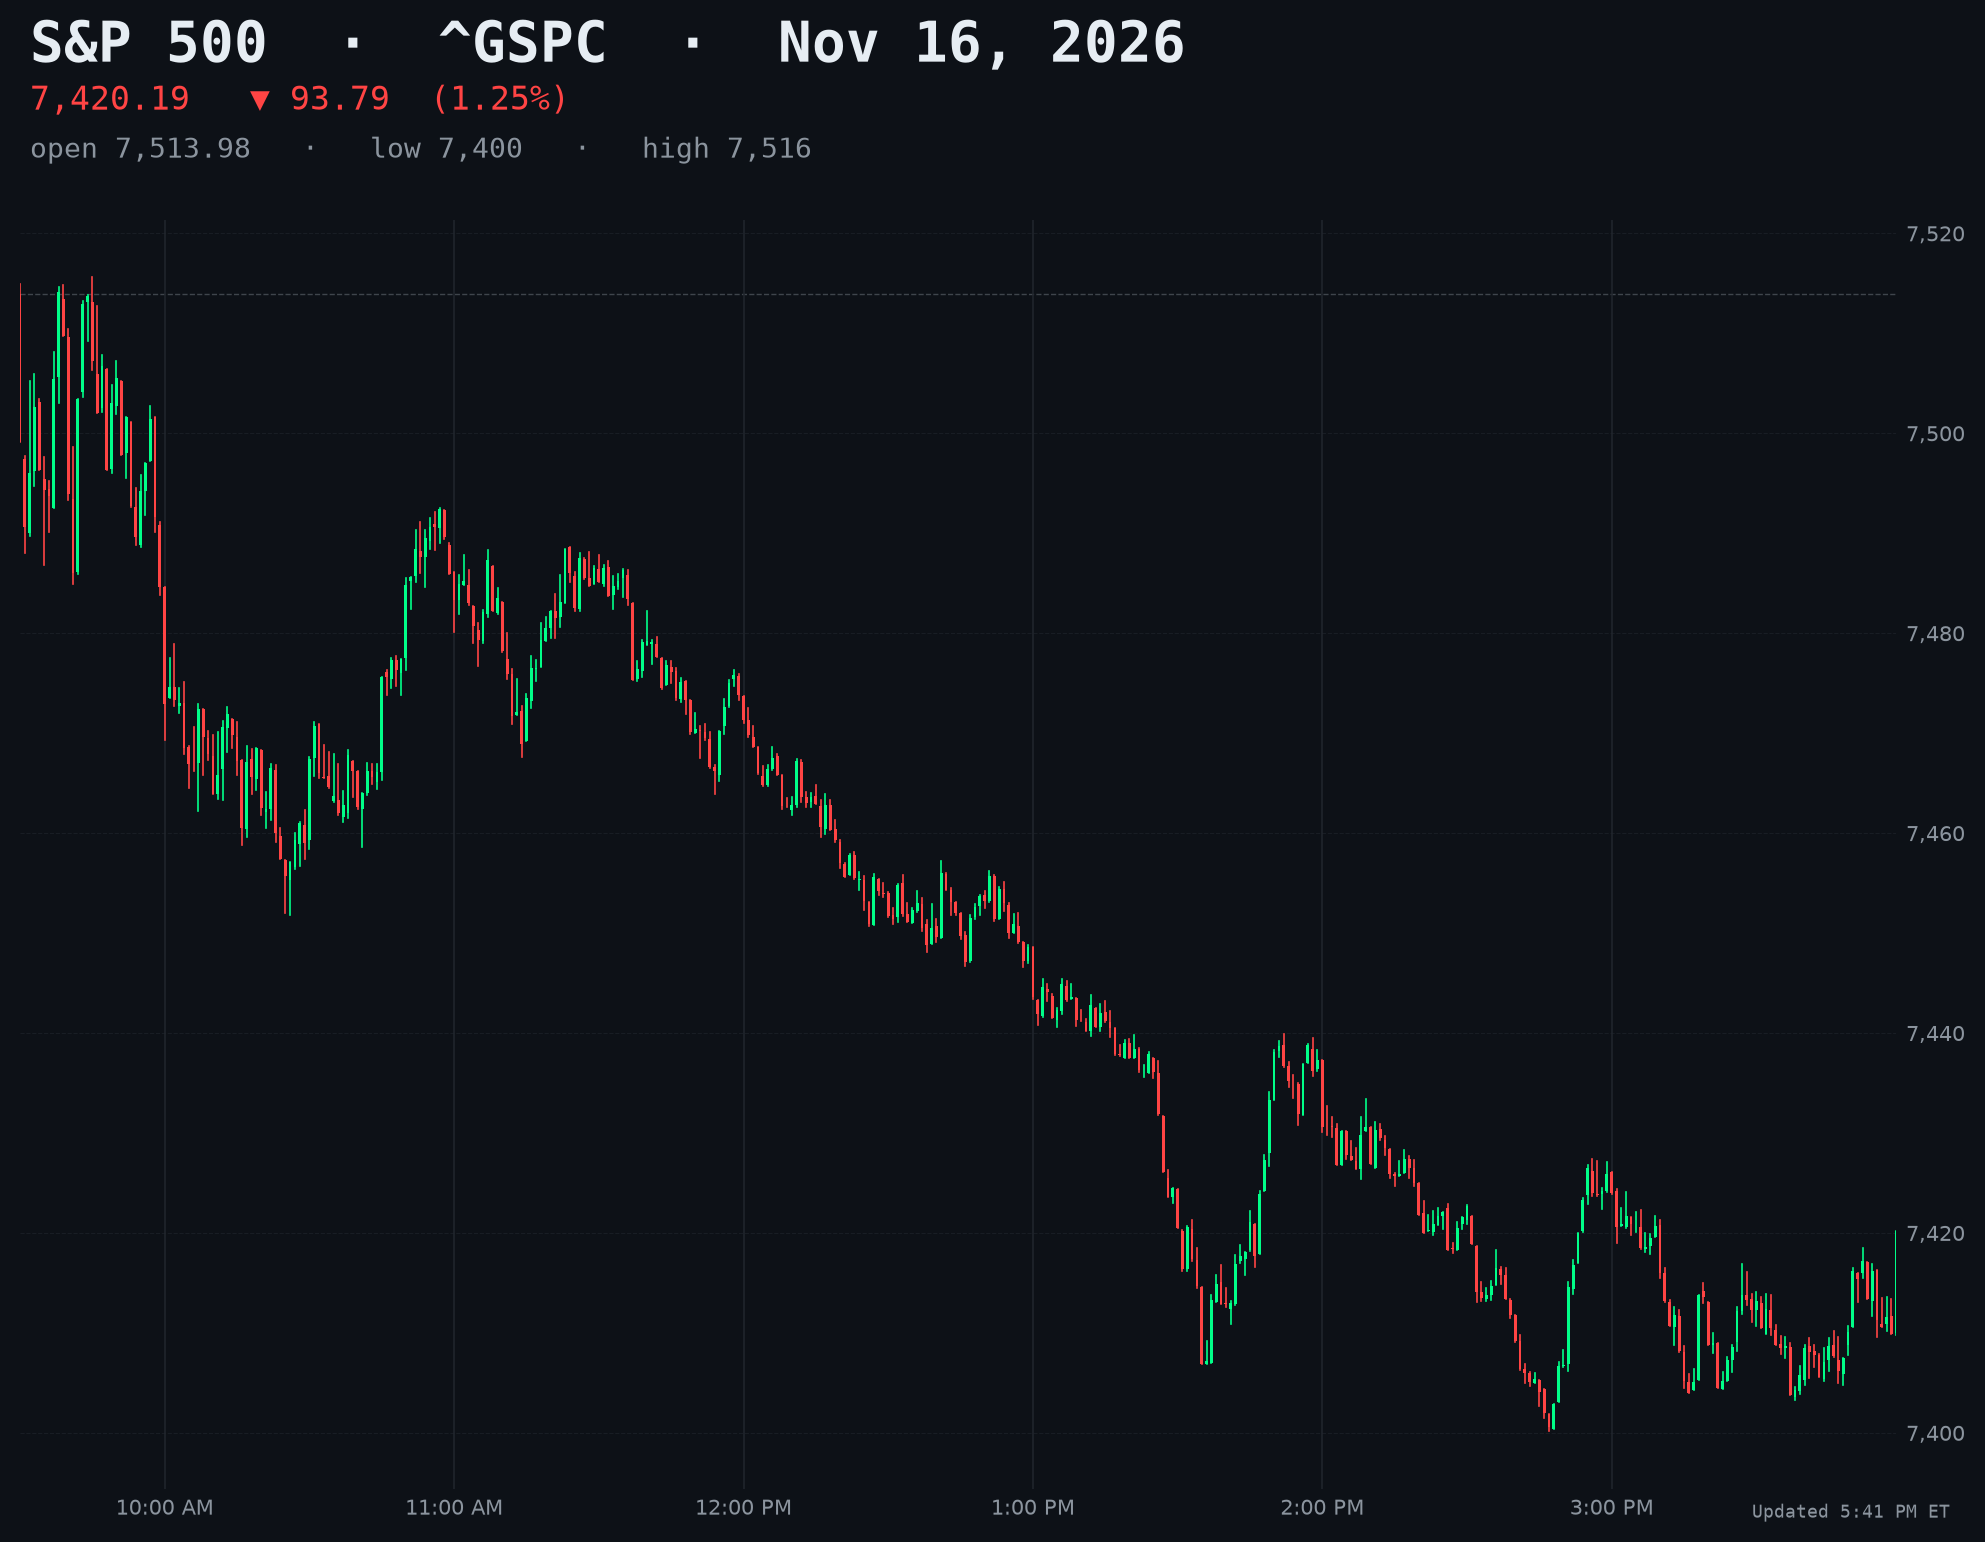 S&P 500 · ^GSPC · Nov 16, 2026
7,420.19 ▼ 93.79 (1.25%)
open 7,513.98 · low 7,400 · high 7,516
7,520
7,500
7,480
7,460
7,440
7,420
7,400
10:00 AM 11:00 AM 12:00 PM 1:00 PM 2:00 PM 3:00 PM
Updated 5:41 PM ET